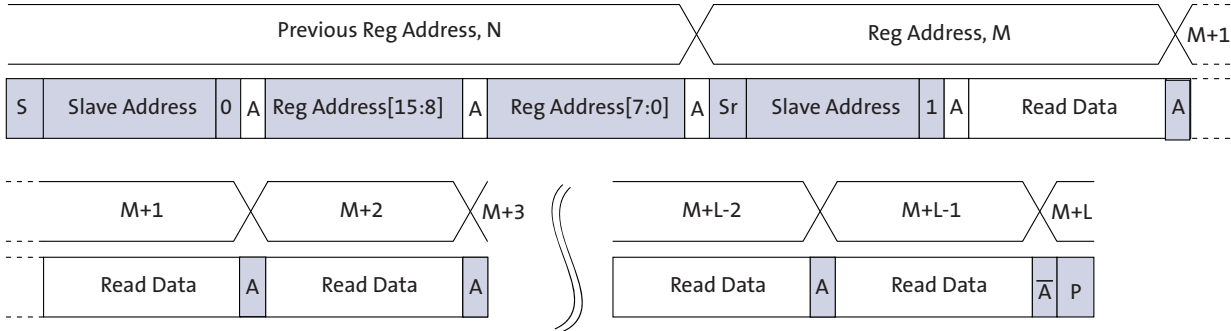 Previous Reg Address, N Reg Address, M M+1
S Slave Address 0 A Reg Address[15:8] A Reg Address[7:0] A Sr Slave Address 1 A Read Data A
M+1 M+2 M+3 M+L-2 M+L-1 M+L
Read Data A Read Data A Read Data A Read Data A̅ P